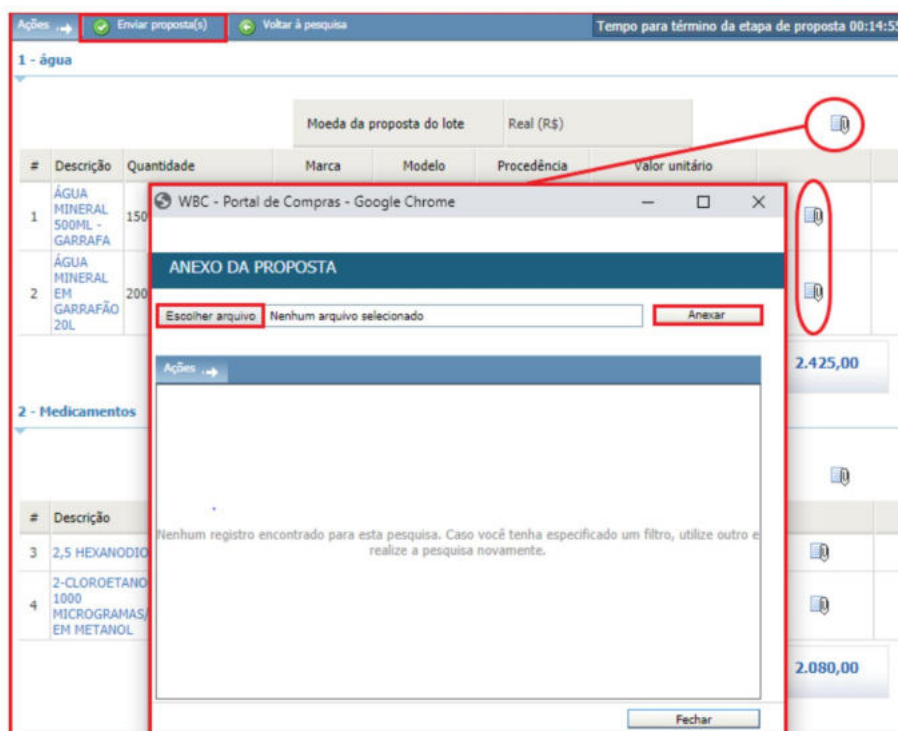 Ações Enviar proposta(s) Voltar à pesquisa Tempo para término da etapa de proposta 00:14:55
1 - água
Moeda da proposta do lote Real (R$)
# Descrição Quantidade Marca Modelo Procedência Valor unitário
1 ÁGUA MINERAL 500ML - GARRAFA 150
2 ÁGUA MINERAL EM GARRAFÃO 20L 200
2.425,00
WBC - Portal de Compras - Google Chrome
ANEXO DA PROPOSTA
Escolher arquivo Nenhum arquivo selecionado Anexar
Ações
Nenhum registro encontrado para esta pesquisa. Caso você tenha especificado um filtro, utilize outro e
realize a pesquisa novamente.
Fechar
2 - Medicamentos
# Descrição
3 2,5 HEXANODIO
4 2-CLOROETANO
1000
MICROGRAMAS/
EM METANOL
2.080,00